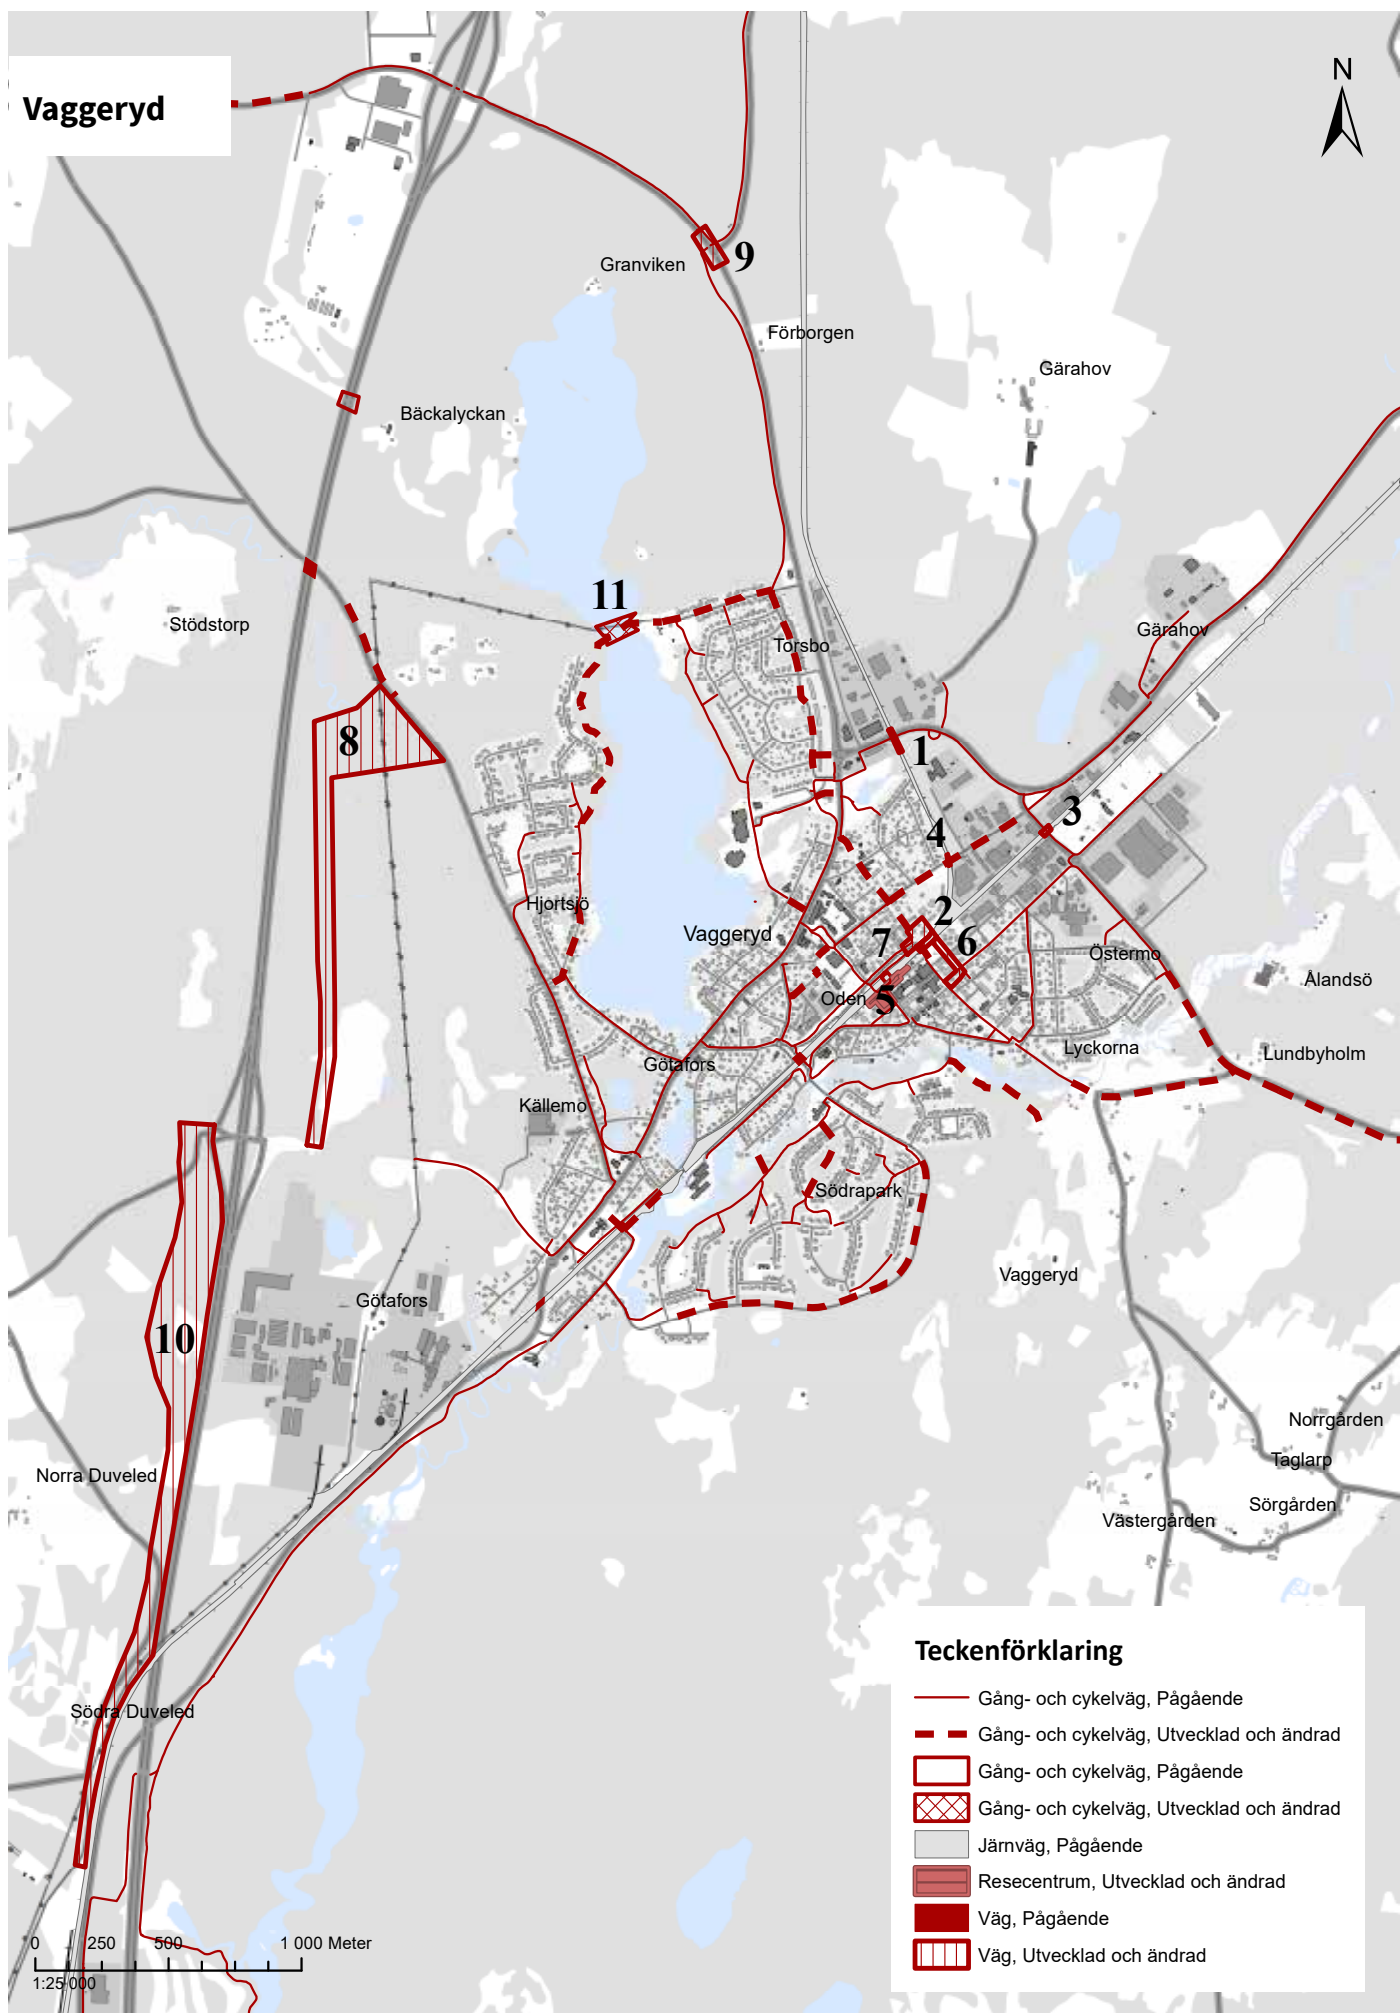 Vaggeryd
N
9
Granviken
Förborgen
Gärahov
Bäckalyckan
11
Stödstorp
Gärahov
Torsbo
8
1
3
4
Hjortsjö
2
Vaggeryd
7
6
Östermo
Ålandsö
Oden
5
Lyckorna
Lundbyholm
Götafors
Källemo
Södrapark
Vaggeryd
Götafors
10
Norrgården
Taglarp
Norra Duveled
Sörgården
Västergården
Södra Duveled
Teckenförklaring
Gång- och cykelväg, Pågående
Gång- och cykelväg, Utvecklad och ändrad
Gång- och cykelväg, Pågående
Gång- och cykelväg, Utvecklad och ändrad
Järnväg, Pågående
Resecentrum, Utvecklad och ändrad
Väg, Pågående
Väg, Utvecklad och ändrad
0 250 500 1 000 Meter
1:25 000